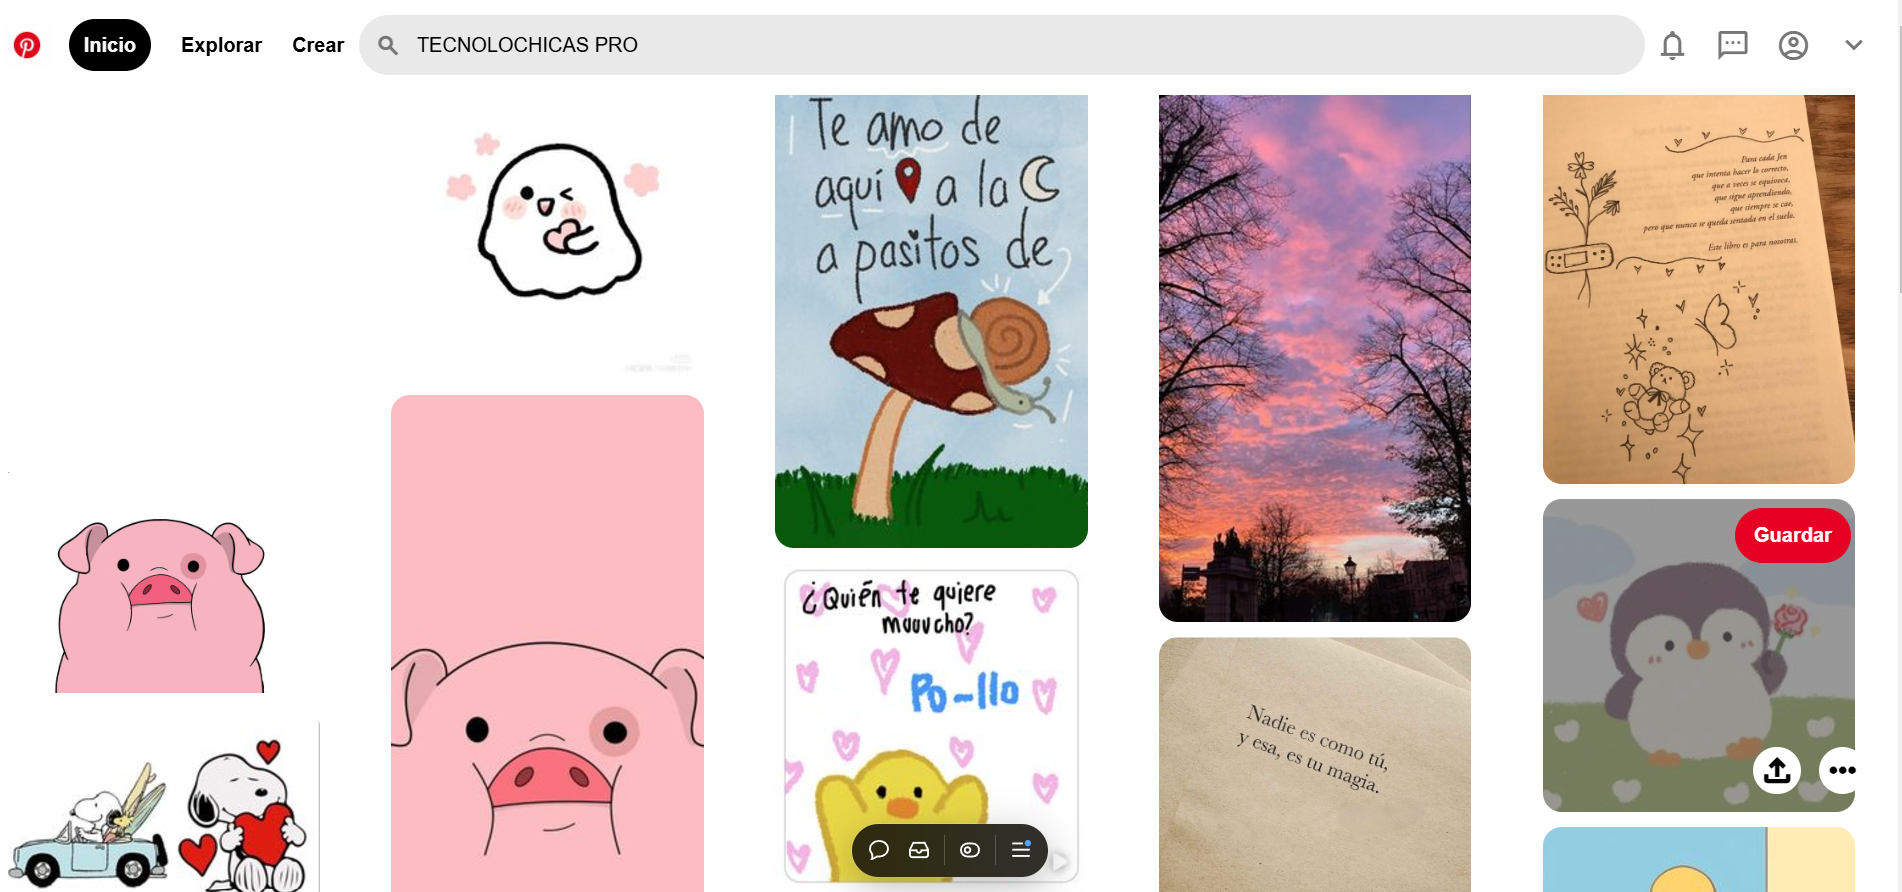 Inicio
Explorar
Crear
TECNOLOCHICAS PRO
Te amo de
aquí a la
a pasitos de
Para cada Jen
que intenta hacer lo correcto,
que a veces se equivoca,
que sigue aprendiendo,
que siempre se cae,
pero que nunca se queda sentada en el suelo.
Este libro es para nosotras.
Guardar
¿Quién te quiere
muuucho?
Po-llo
Nadie es como tú,
y esa, es tu magia.